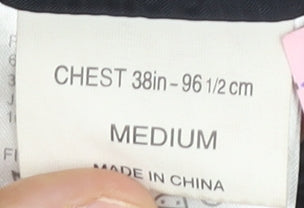 CHEST 38in - 96 1/2 cm
MEDIUM
MADE IN CHINA